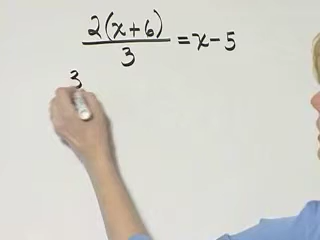 2(x+6)/3 = x-5
3